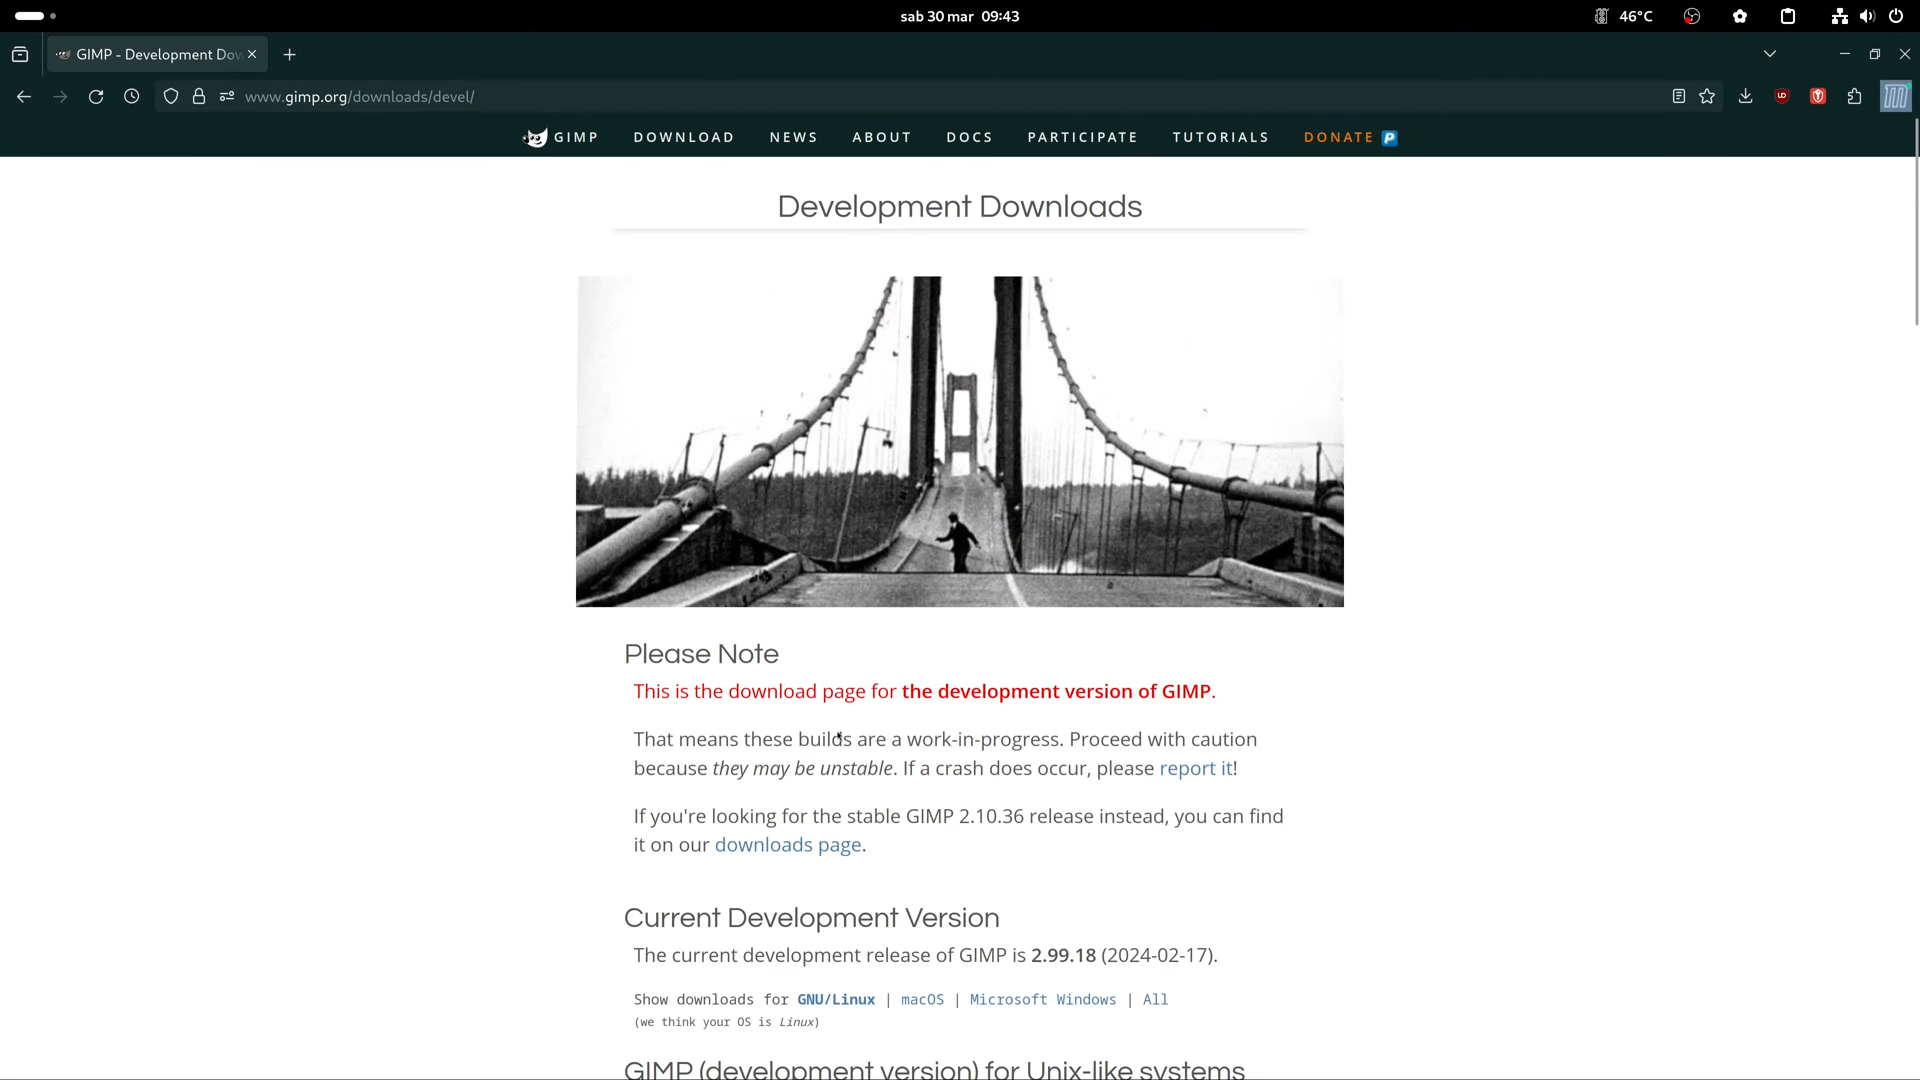 sab 30 mar 09:43
46°C
GIMP - Development Dow
www.gimp.org/downloads/devel/
GIMP DOWNLOAD NEWS ABOUT DOCS PARTICIPATE TUTORIALS DONATE
Development Downloads
Please Note
This is the download page for the development version of GIMP.
That means these builds are a work-in-progress. Proceed with caution
because they may be unstable. If a crash does occur, please report it!
If you're looking for the stable GIMP 2.10.36 release instead, you can find
it on our downloads page.
Current Development Version
The current development release of GIMP is 2.99.18 (2024-02-17).
Show downloads for GNU/Linux | macOS | Microsoft Windows | All
(we think your OS is Linux)
GIMP (development version) for Unix-like systems